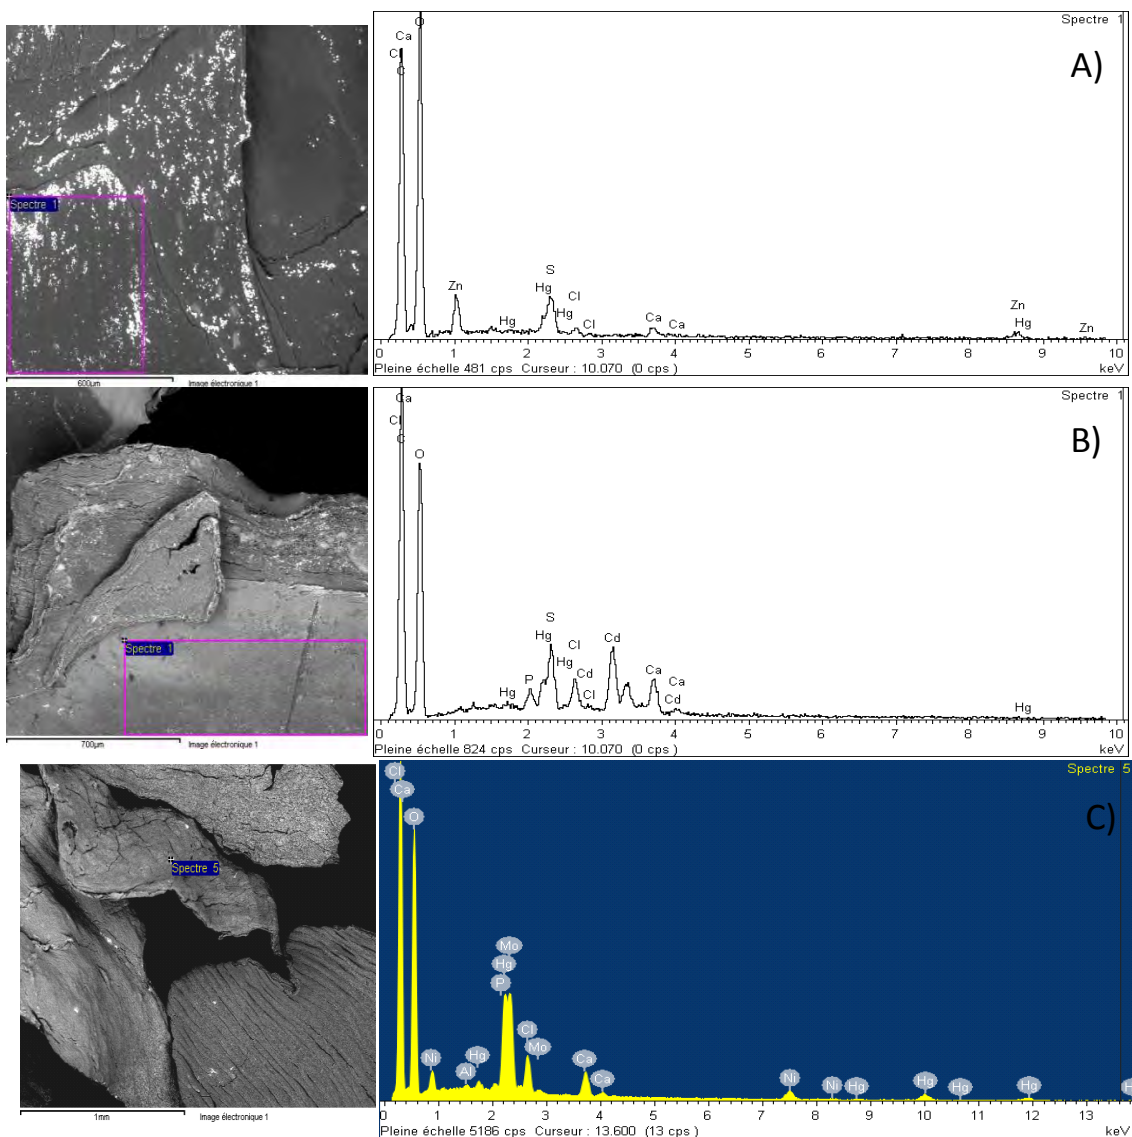 Spectre 1
600µm
Image électronique 1
Spectre 1
A)
O
Ca
Cl
C
Zn
S
Hg
Cl
Hg
Hg
Cl
Ca
Ca
Zn
Hg
Zn
0 1 2 3 4 5 6 7 8 9 10
Pleine échelle 481 cps Curseur : 10.070 (0 cps )
keV
Spectre 1
700µm
Image électronique 1
Spectre 1
B)
Ca
Cl
C
O
S
Hg
Cl
Hg
Cd
P
Hg
Cl
Cd
Ca
Ca
Cd
Hg
0 1 2 3 4 5 6 7 8 9 10
Pleine échelle 824 cps Curseur : 10.070 (0 cps )
keV
Spectre 5
1mm
Image électronique 1
Spectre 5
C)
Cl
Ca
O
Mo
Hg
P
Cl
Mo
Ni
Al
Hg
Ca
Ca
Ni
Ni
Hg
Hg
Hg
Hg
H
0 1 2 3 4 5 6 7 8 9 10 11 12 13
Pleine échelle 5186 cps Curseur : 13.600 (13 cps )
keV